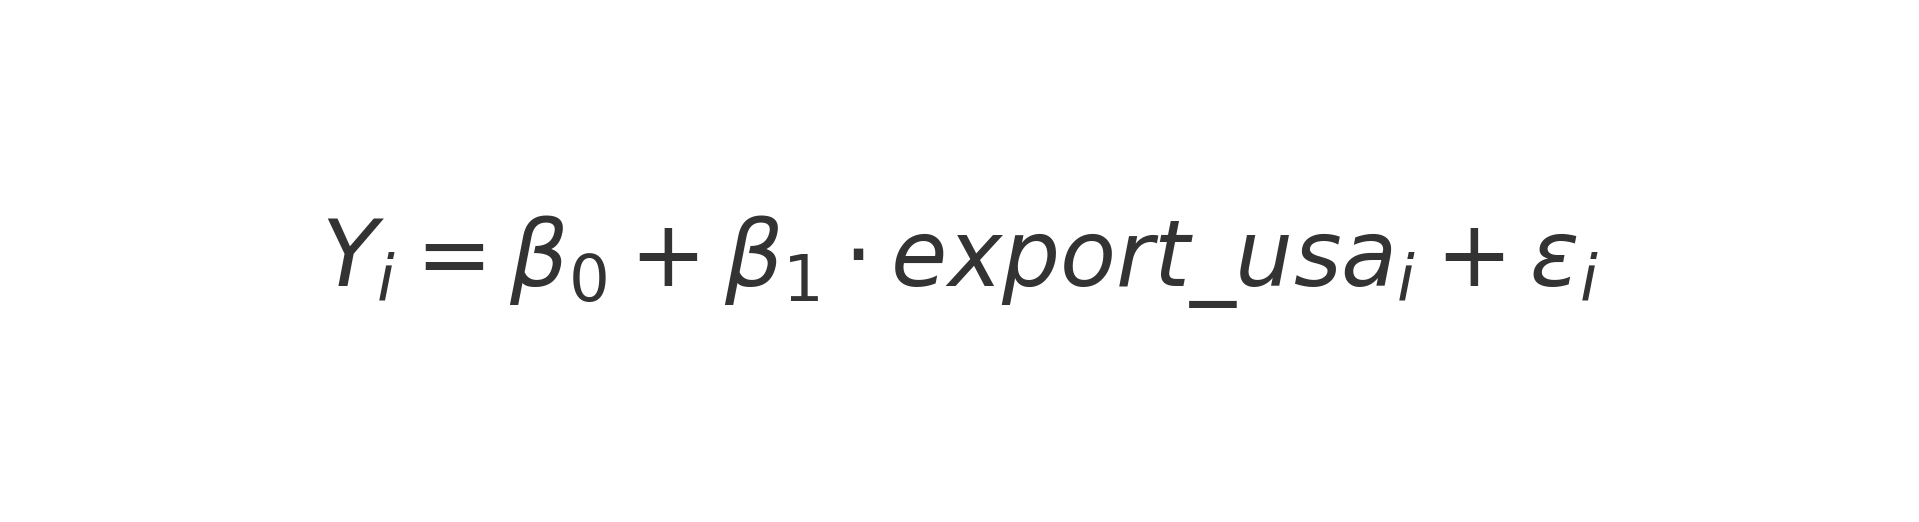 Yᵢ = β₀ + β₁ · export_usaᵢ + εᵢ